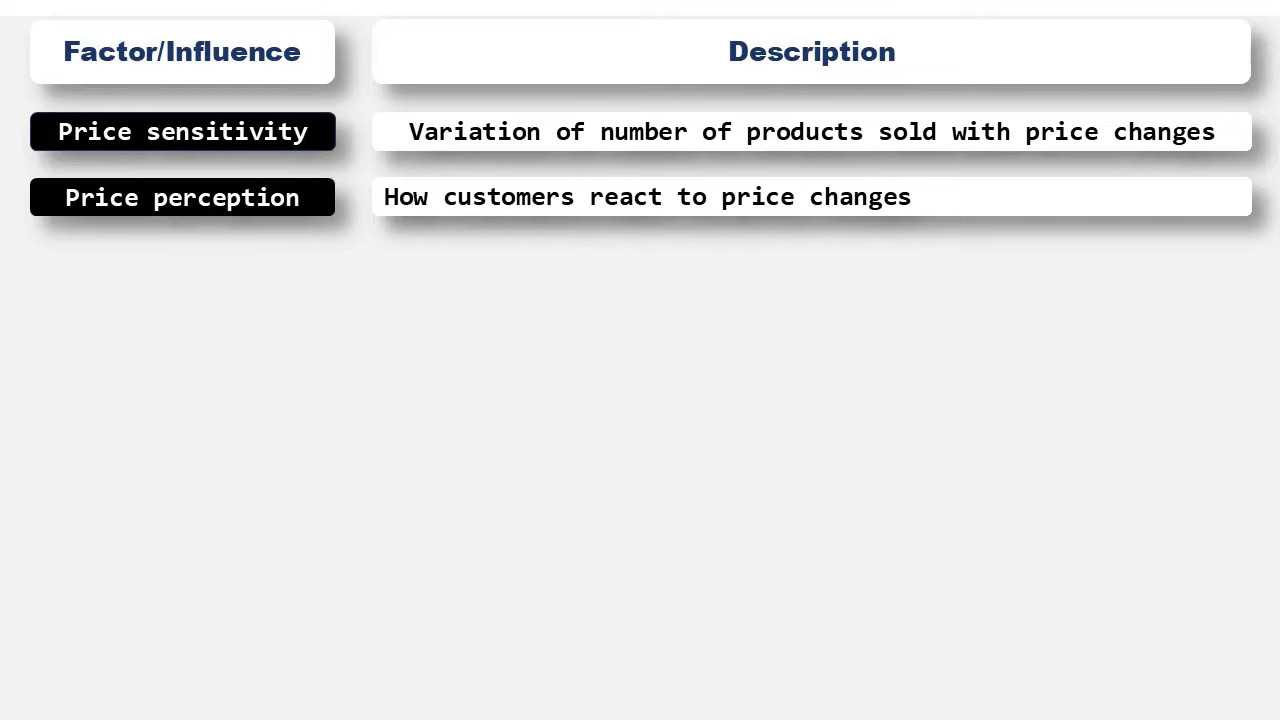 Factor/Influence Description
Price sensitivity Variation of number of products sold with price changes
Price perception How customers react to price changes